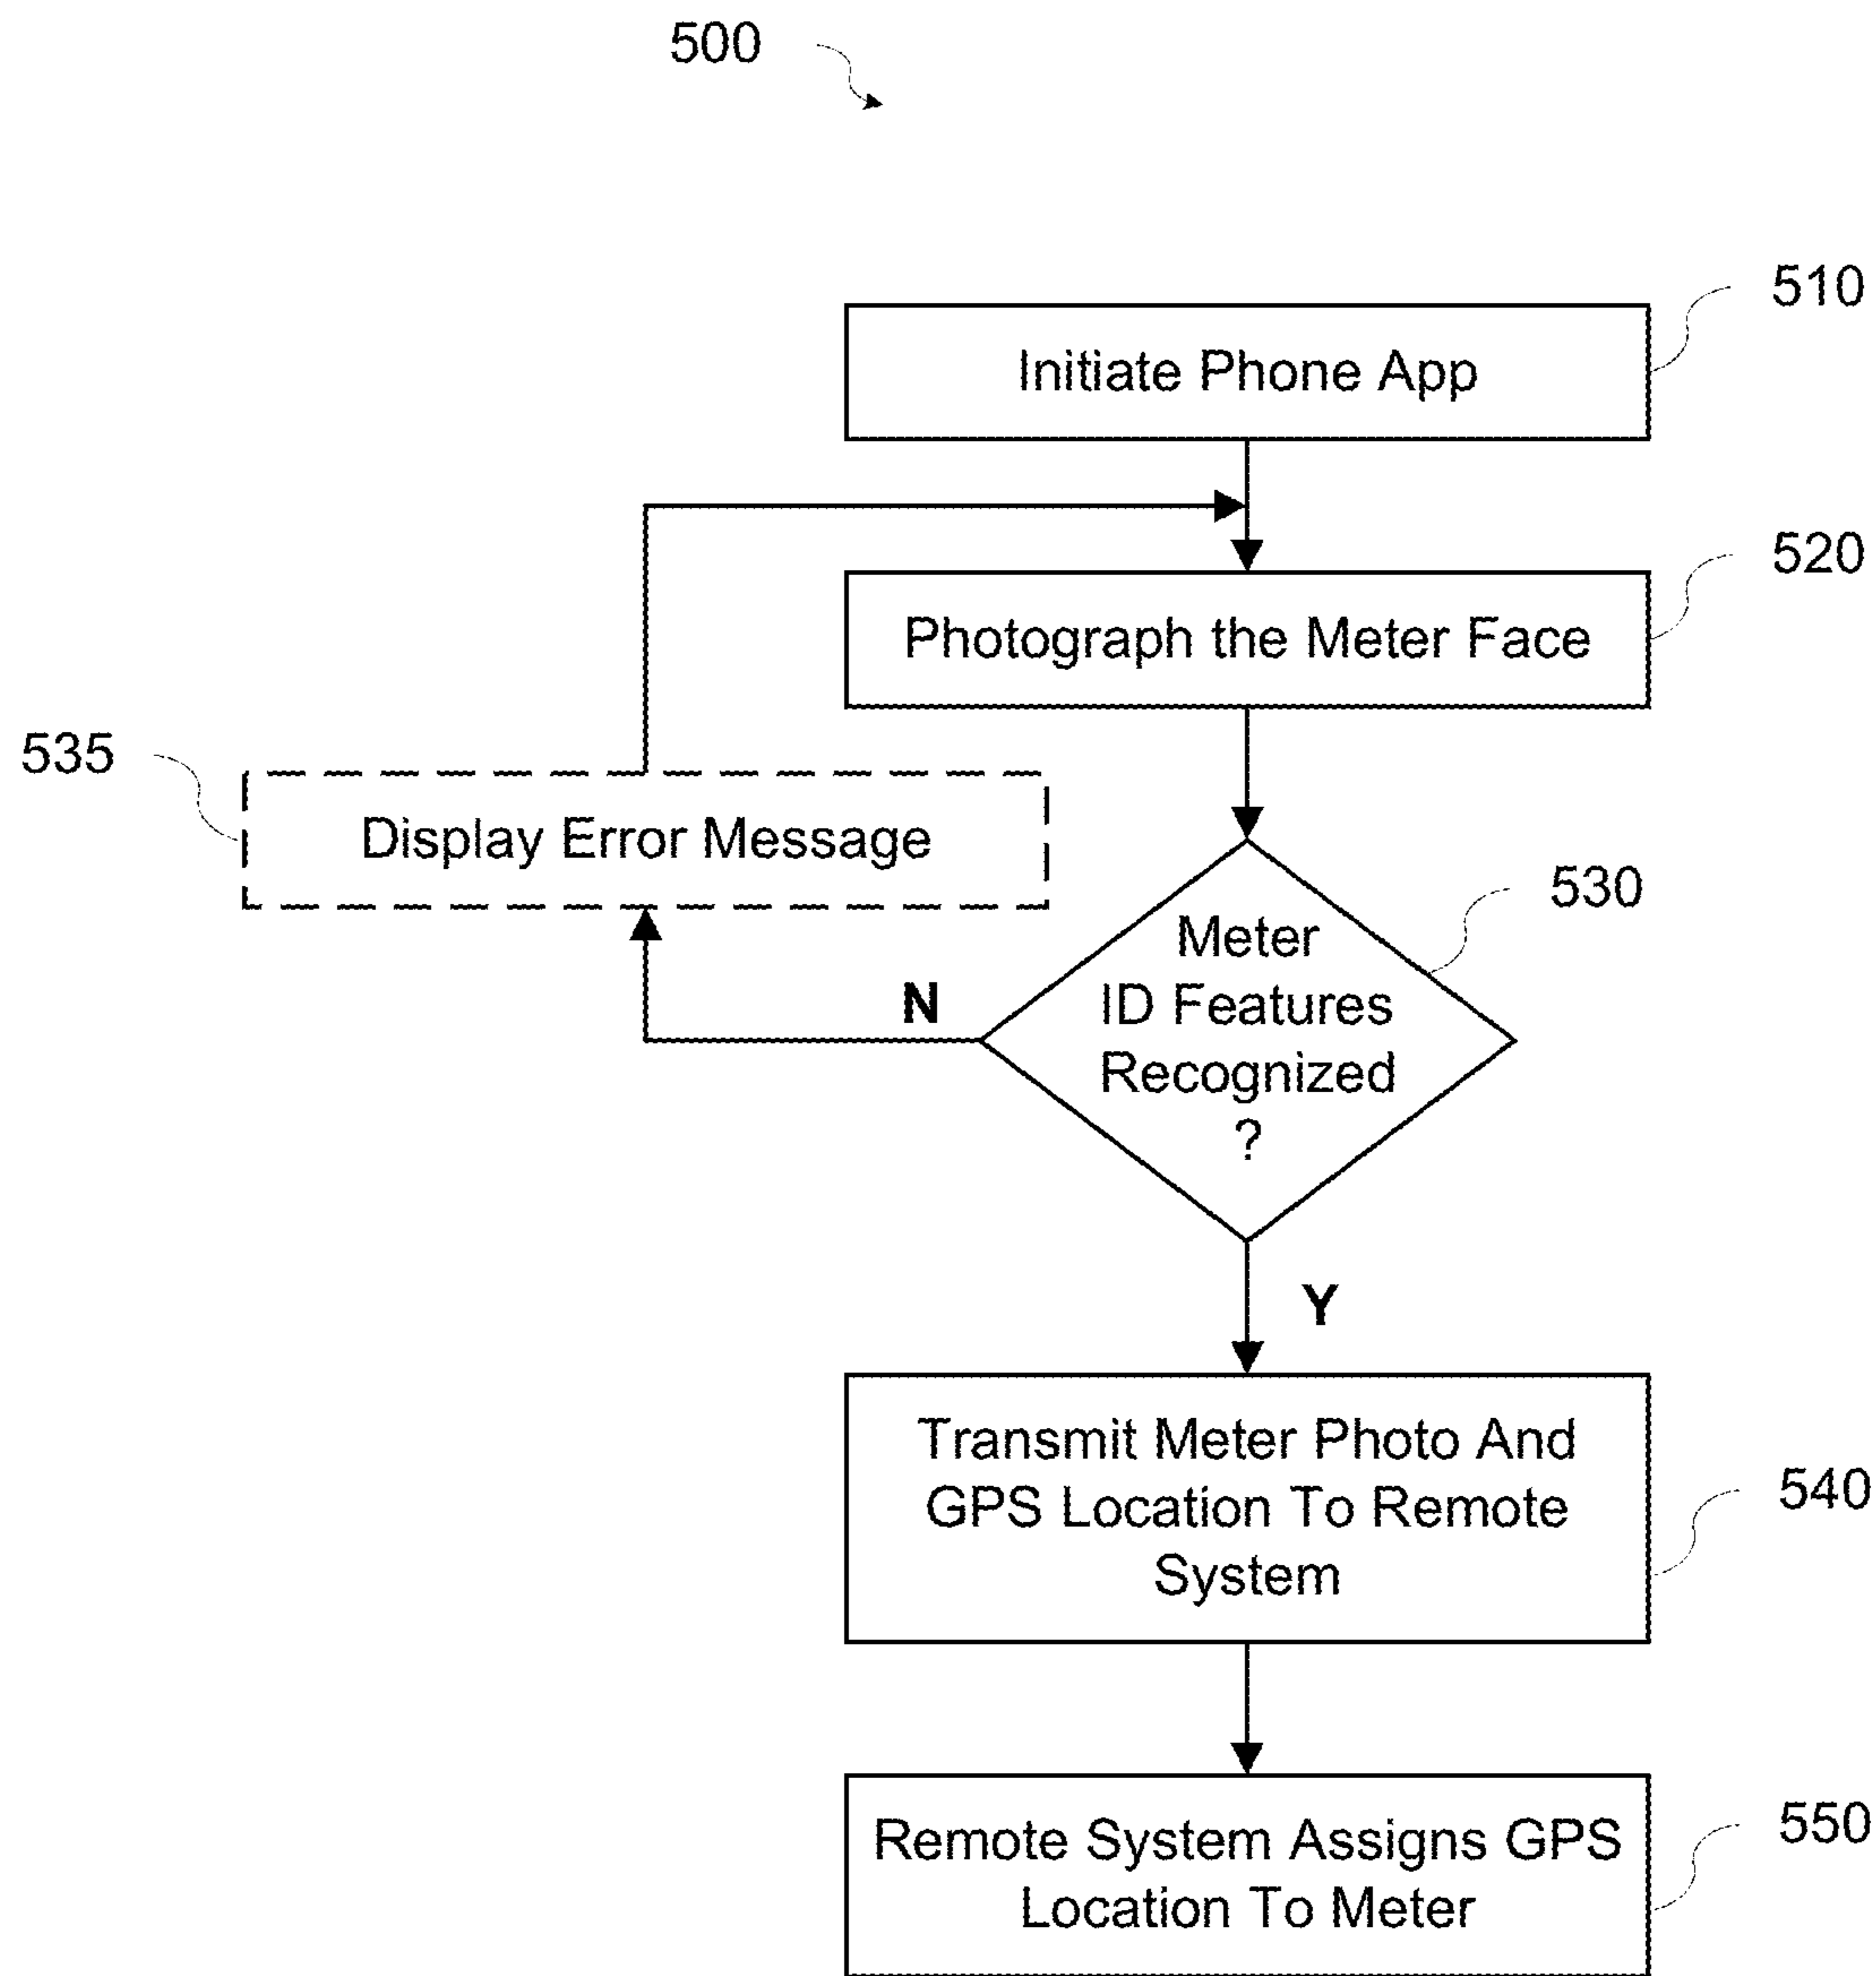 500
510
Initiate Phone App
520
Photograph the Meter Face
535
Display Error Message
530
Meter
ID Features
Recognized
?
N
Y
Transmit Meter Photo And
GPS Location To Remote
System
540
Remote System Assigns GPS
Location To Meter
550